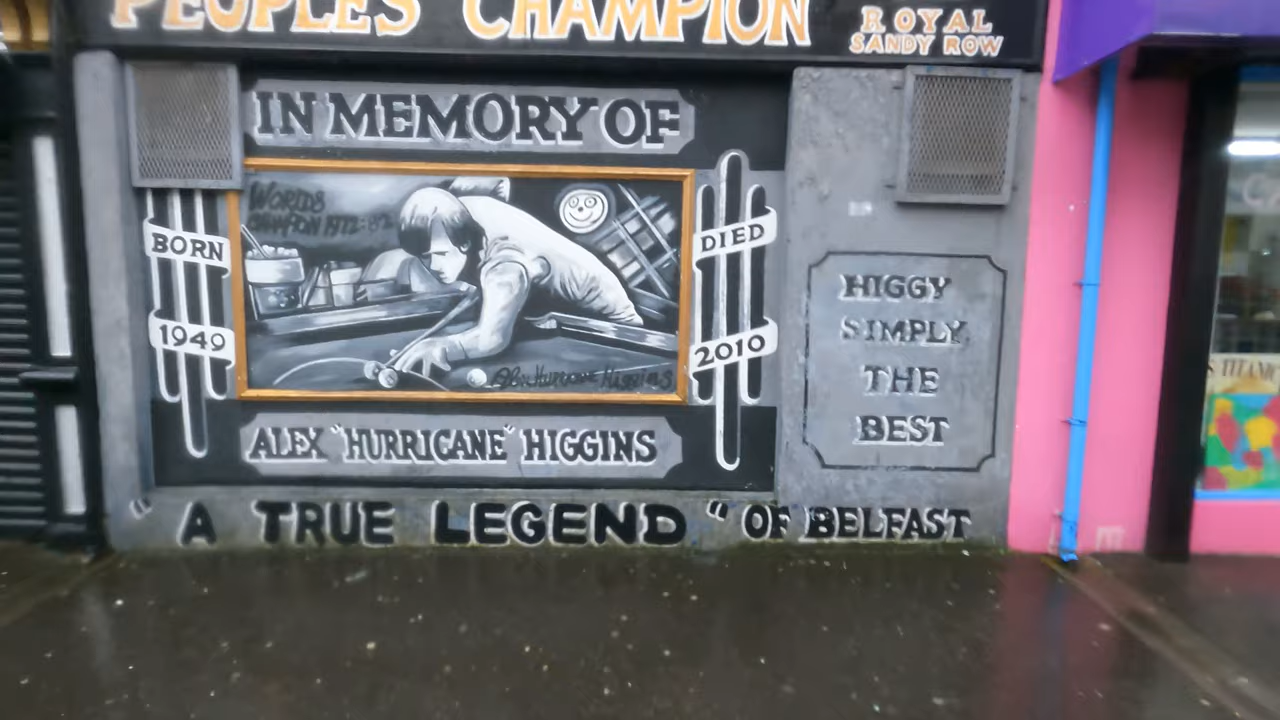 PEOPLES CHAMPION
ROYAL
SANDY ROW
IN MEMORY OF
WORLDS
CHAMPION 1972-82
BORN
1949
DIED
2010
Alex Hurricane Higgins
ALEX "HURRICANE" HIGGINS
HIGGY
SIMPLY
THE
BEST
"A TRUE LEGEND" OF BELFAST
TITANIC